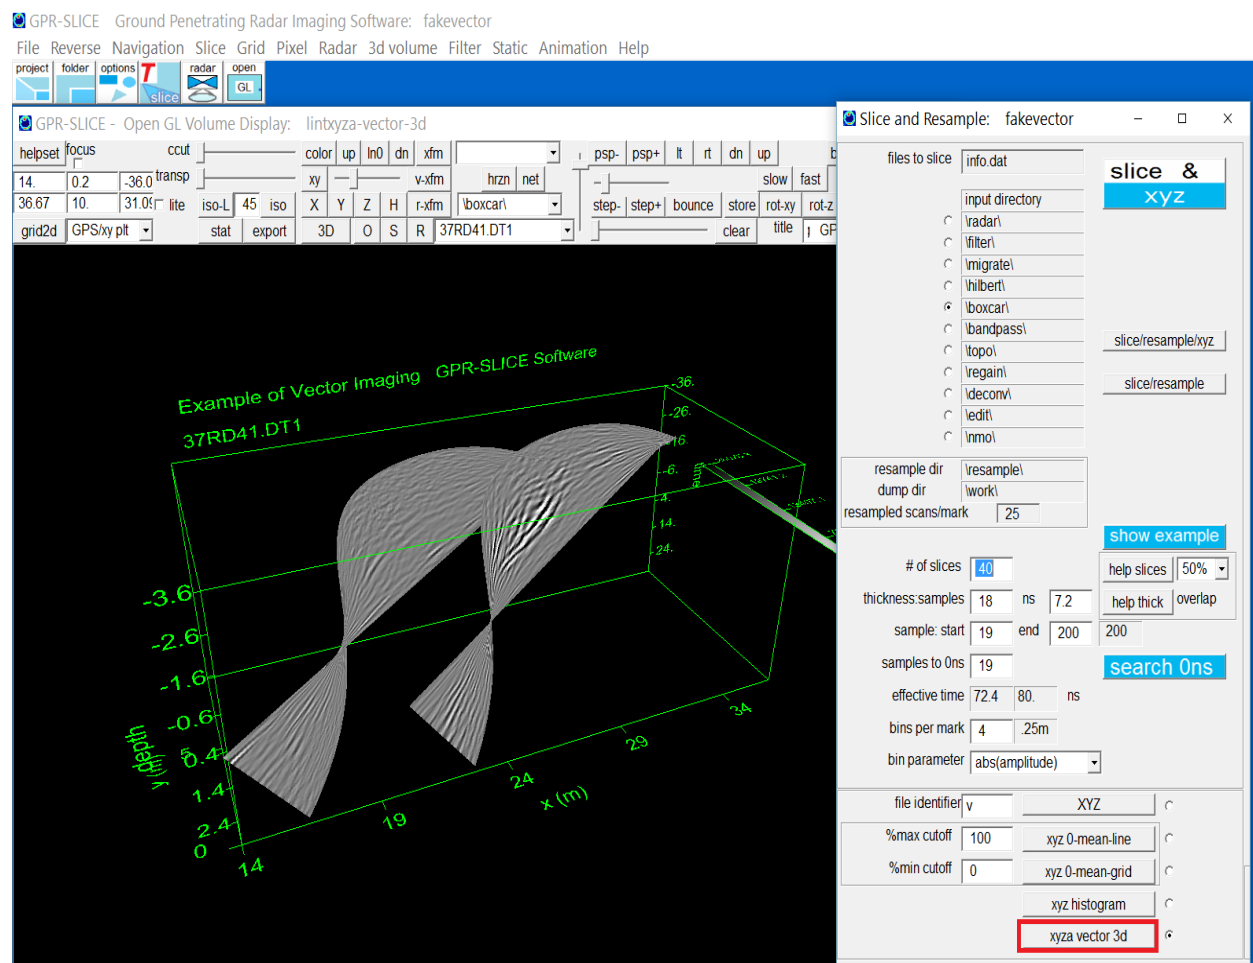 GPR-SLICE Ground Penetrating Radar Imaging Software: fakevector
File Reverse Navigation Slice Grid Pixel Radar 3d volume Filter Static Animation Help
project folder options T slice radar open GL
GPR-SLICE - Open GL Volume Display: lintxyza-vector-3d
helpset focus ccut color up ln0 dn xfm psp- psp+ lt rt dn up
14. 0.2 -36.0 transp xy v-xfm hrzn net slow fast
36.67 10. 31.09 lite iso-L 45 iso X Y Z H r-xfm \boxcar\ step- step+ bounce store rot-xy rot-z
grid2d GPS/xy plt stat export 3D O S R 37RD41.DT1 clear title GP
Example of Vector Imaging GPR-SLICE Software
37RD41.DT1
-36.
-26.
-16.
-6.
4.
14.
24.
-3.6
-2.6
-1.6
-0.6
0.4
1.4
2.4
y (m)
depth
5
0
14
19
24
29
34
x (m)
Slice and Resample: fakevector
files to slice info.dat
slice & xyz
input directory
\radar\
\filter\
\migrate\
\hilbert\
\boxcar\
\bandpass\
\topo\
\regain\
\deconv\
\edit\
\nmo\
slice/resample/xyz
slice/resample
resample dir \resample\
dump dir \work\
resampled scans/mark 25
show example
# of slices 40 help slices 50%
thickness:samples 18 ns 7.2 help thick overlap
sample: start 19 end 200 200
samples to 0ns 19 search 0ns
effective time 72.4 80. ns
bins per mark 4 .25m
bin parameter abs(amplitude)
file identifier v XYZ
%max cutoff 100 xyz 0-mean-line
%min cutoff 0 xyz 0-mean-grid
xyz histogram
xyza vector 3d